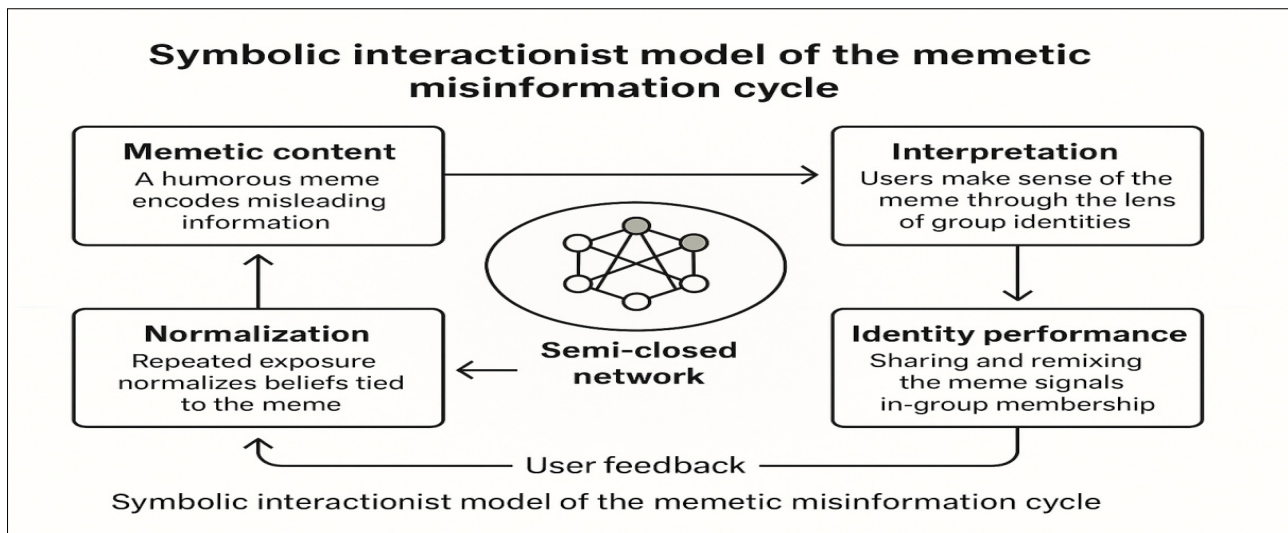 Symbolic interactionist model of the memetic
misinformation cycle
Memetic content
A humorous meme
encodes misleading
information
Interpretation
Users make sense of the
meme through the lens
of group identities
Normalization
Repeated exposure
normalizes beliefs tied
to the meme
Semi-closed
network
Identity performance
Sharing and remixing
the meme signals
in-group membership
User feedback
Symbolic interactionist model of the memetic misinformation cycle